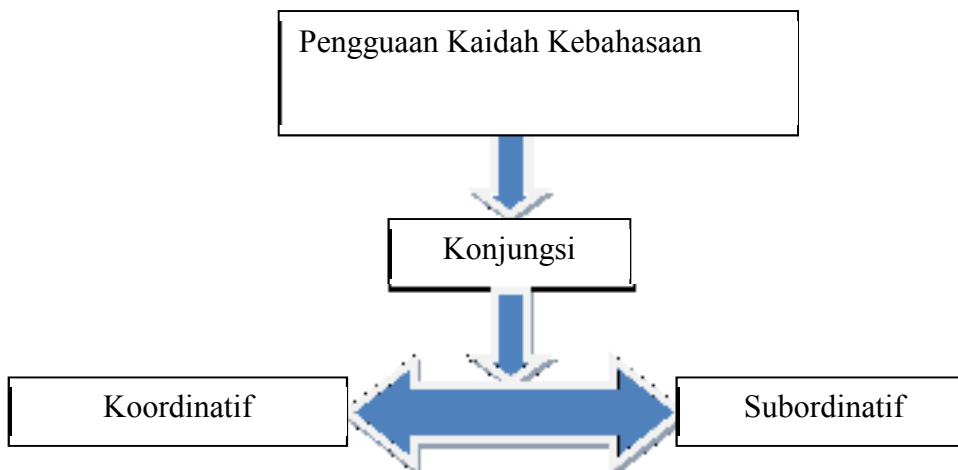 Pengguaan Kaidah Kebahasaan
Konjungsi
Koordinatif
Subordinatif